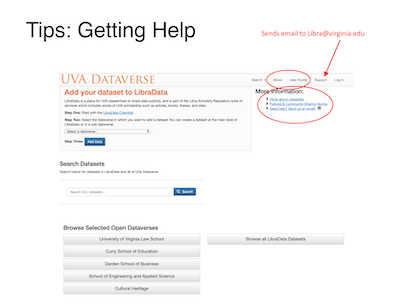 Tips: Getting Help
Sends email to Libra@virginia.edu
UVA DATAVERSE
Search
About
User Guide
Support
Log In
Add your dataset to LibraData
LibraData is a place for UVA researchers to share data publicly, and is part of the Libra Scholarly Repository suite of
services which includes works of UVA scholarship such as articles, books, theses, and data.
Step One: Start with the LibraData Checklist
Step Two: Select the dataverse in which you want to add a dataset. You can create a dataset at the main level of
LibraData or in a sub dataverse.
Select a dataverse...
Step Three: Add Data
More Information:
FAQs about LibraData
Policies & Community Sharing Norms
Need help? Send us an email!
Search Datasets
Search below for datasets in LibraData and all of UVA Dataverse
Search ALL datasets...
Search
Browse Selected Open Dataverses
University of Virginia Law School
Browse all LibraData Datasets
Curry School of Education
Darden School of Business
School of Engineering and Applied Science
Cultural Heritage